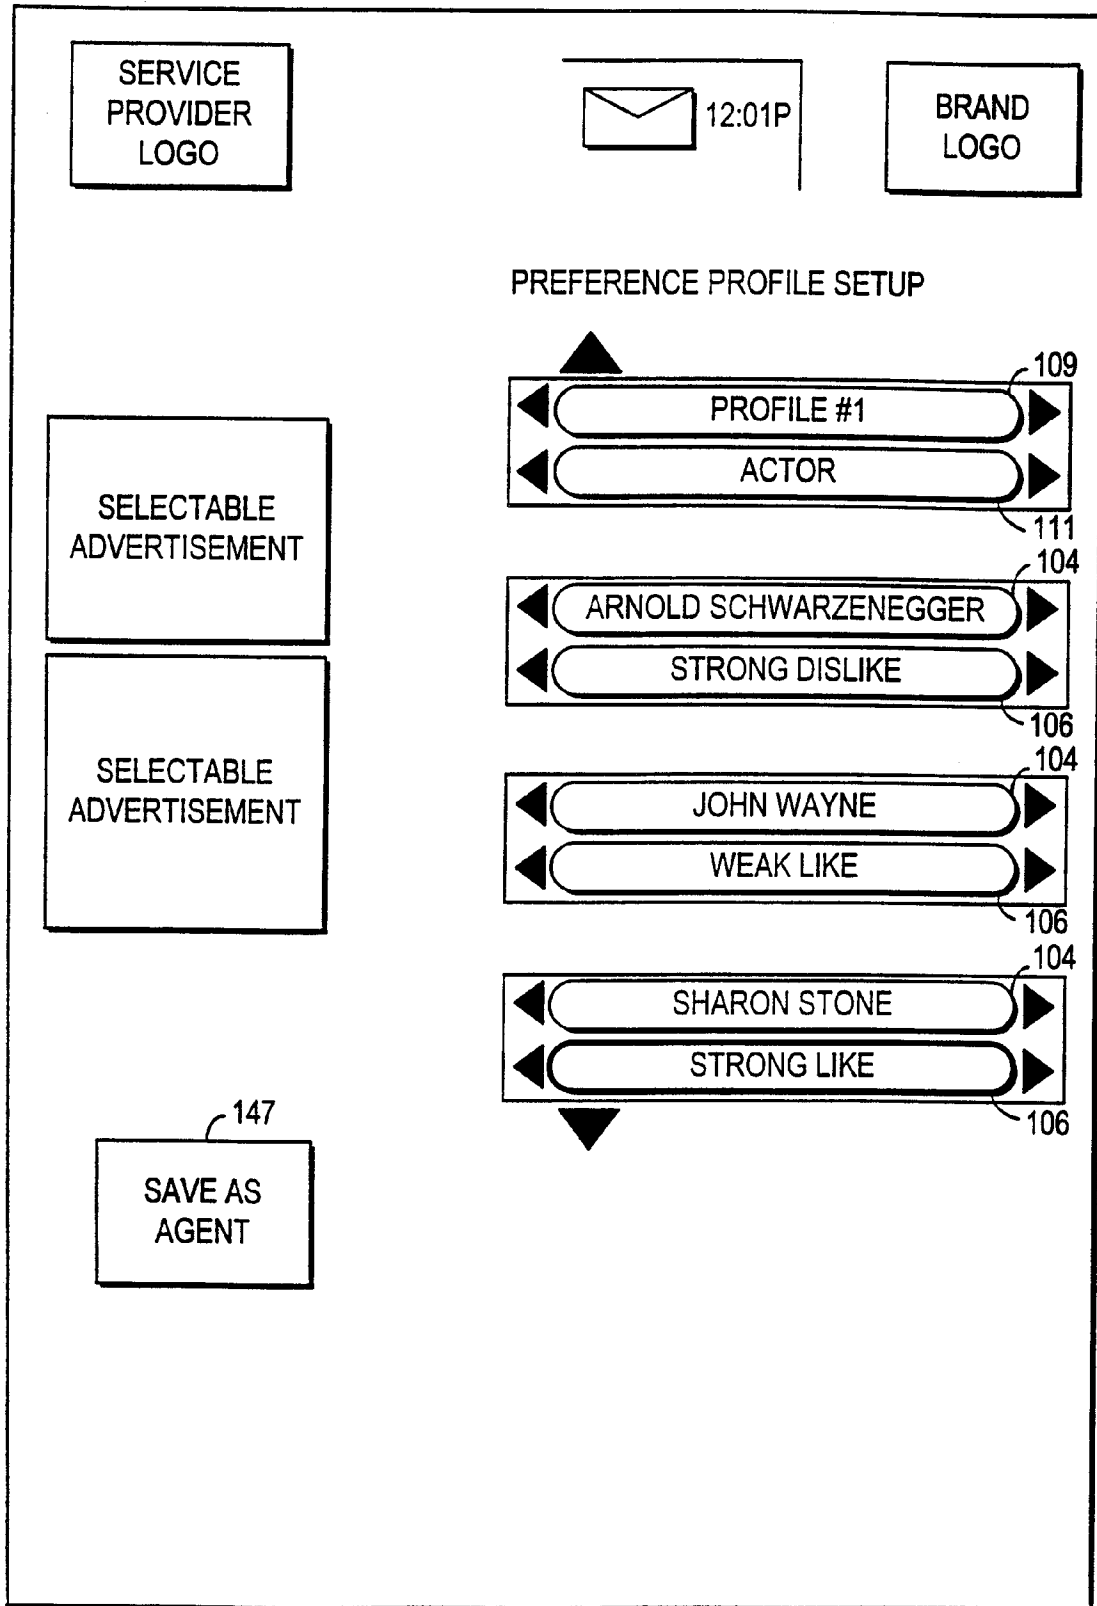 SERVICE
PROVIDER
LOGO
12:01P
BRAND
LOGO
PREFERENCE PROFILE SETUP
109
PROFILE #1
ACTOR
111
SELECTABLE
ADVERTISEMENT
104
ARNOLD SCHWARZENEGGER
STRONG DISLIKE
106
SELECTABLE
ADVERTISEMENT
104
JOHN WAYNE
WEAK LIKE
106
104
SHARON STONE
STRONG LIKE
106
147
SAVE AS
AGENT